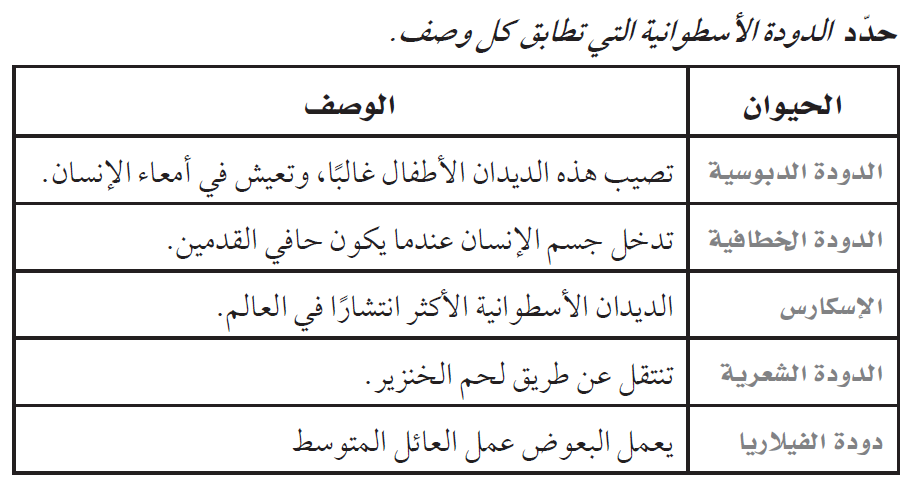 حدّد الدودة الأسطوانية التي تطابق كل وصف.
الحيوان الوصف
الدودة الدبوسية تصيب هذه الديدان الأطفال غالبًا، وتعيش في أمعاء الإنسان.
الدودة الخطافية تدخل جسم الإنسان عندما يكون حافي القدمين.
الإسكارس الديدان الأسطوانية الأكثر انتشارًا في العالم.
الدودة الشعرية تنتقل عن طريق لحم الخنزير.
دودة الفيلاريا يعمل البعوض عمل العائل المتوسط